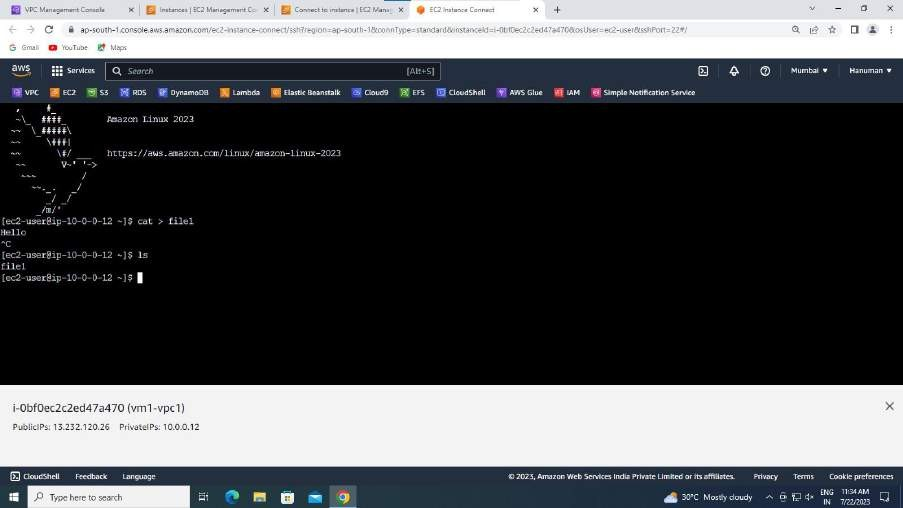 VPC Management Console
Instances | EC2 Management Con
Connect to instance | EC2 Manag
EC2 Instance Connect
ap-south-1.console.aws.amazon.com/ec2-instance-connect/ssh?region=ap-south-1&connType=standard&instanceId=i-0bf0ec2c2ed47a470&osUser=ec2-user&sshPort=22#/
Gmail YouTube Maps
aws Services Search [Alt+S] Mumbai Hanuman
VPC EC2 S3 RDS DynamoDB Lambda Elastic Beanstalk Cloud9 EFS CloudShell AWS Glue IAM Simple Notification Service
Amazon Linux 2023
https://aws.amazon.com/linux/amazon-linux-2023
[ec2-user@ip-10-0-0-12 ~]$ cat > file1
Hello
^C
[ec2-user@ip-10-0-0-12 ~]$ ls
file1
[ec2-user@ip-10-0-0-12 ~]$
i-0bf0ec2c2ed47a470 (vm1-vpc1)
PublicIPs: 13.232.120.26 PrivateIPs: 10.0.0.12
CloudShell Feedback Language © 2023, Amazon Web Services India Private Limited or its affiliates. Privacy Terms Cookie preferences
Type here to search 30°C Mostly cloudy ENG 11:34 AM
IN 7/22/2023